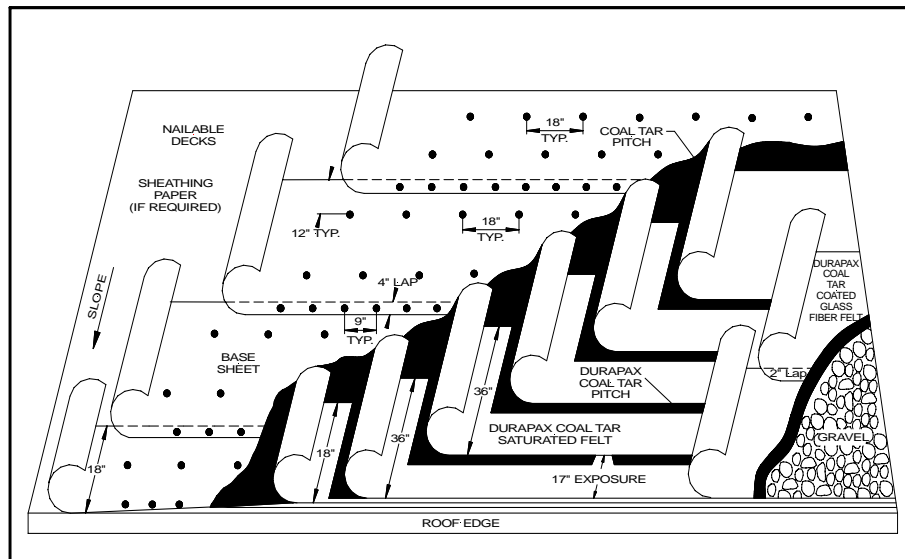 NAILABLE
DECKS
18"
TYP.
COAL TAR
PITCH
SHEATHING
PAPER
(IF REQUIRED)
12" TYP.
18"
TYP.
SLOPE
4" LAP
9"
TYP.
DURAPAX
COAL
TAR
COATED
GLASS
FIBER FELT
BASE
SHEET
36"
DURAPAX
COAL TAR
PITCH
2" Lap
18"
18"
36"
DURAPAX COAL TAR
SATURATED FELT
GRAVEL
17" EXPOSURE
ROOF EDGE